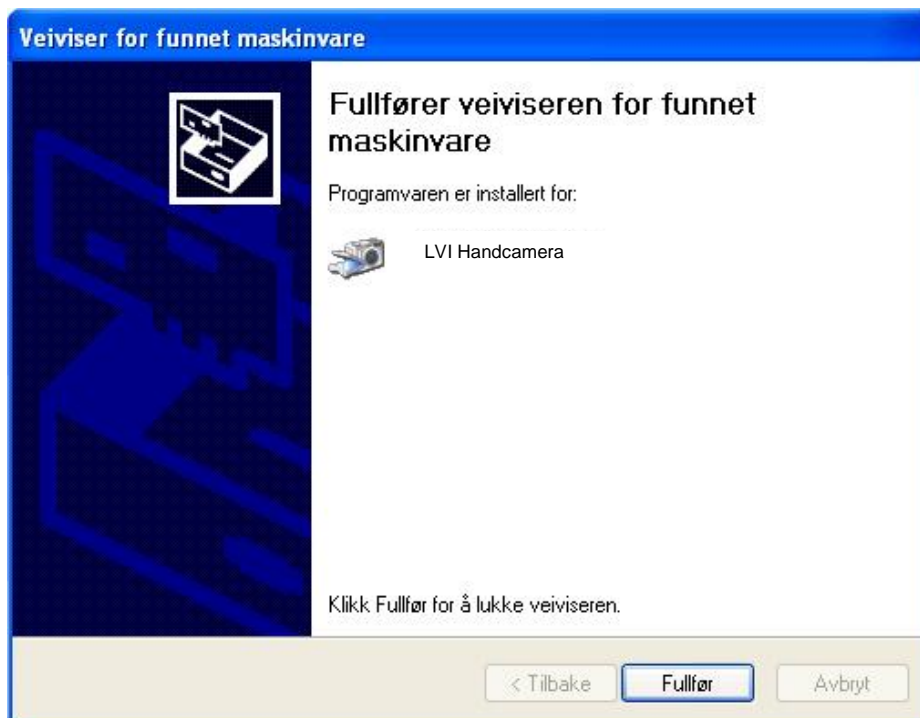 Veiviser for funnet maskinvare
Fullfører veiviseren for funnet
maskinvare
Programvaren er installert for:
LVI Handcamera
Klikk Fullfør for å lukke veiviseren.
< Tilbake
Fullfør
Avbryt